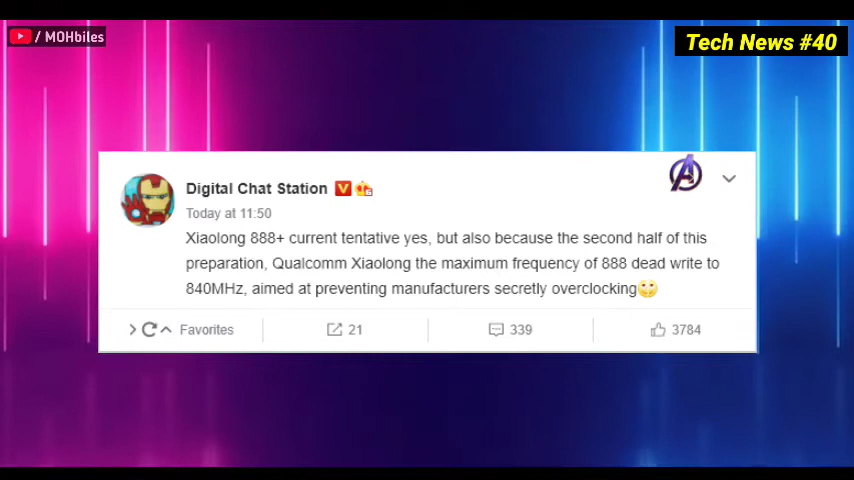 / MOHbiles
Tech News #40
Digital Chat Station
Today at 11:50
Xiaolong 888+ current tentative yes, but also because the second half of this
preparation, Qualcomm Xiaolong the maximum frequency of 888 dead write to
840MHz, aimed at preventing manufacturers secretly overclocking
Favorites 21 339 3784